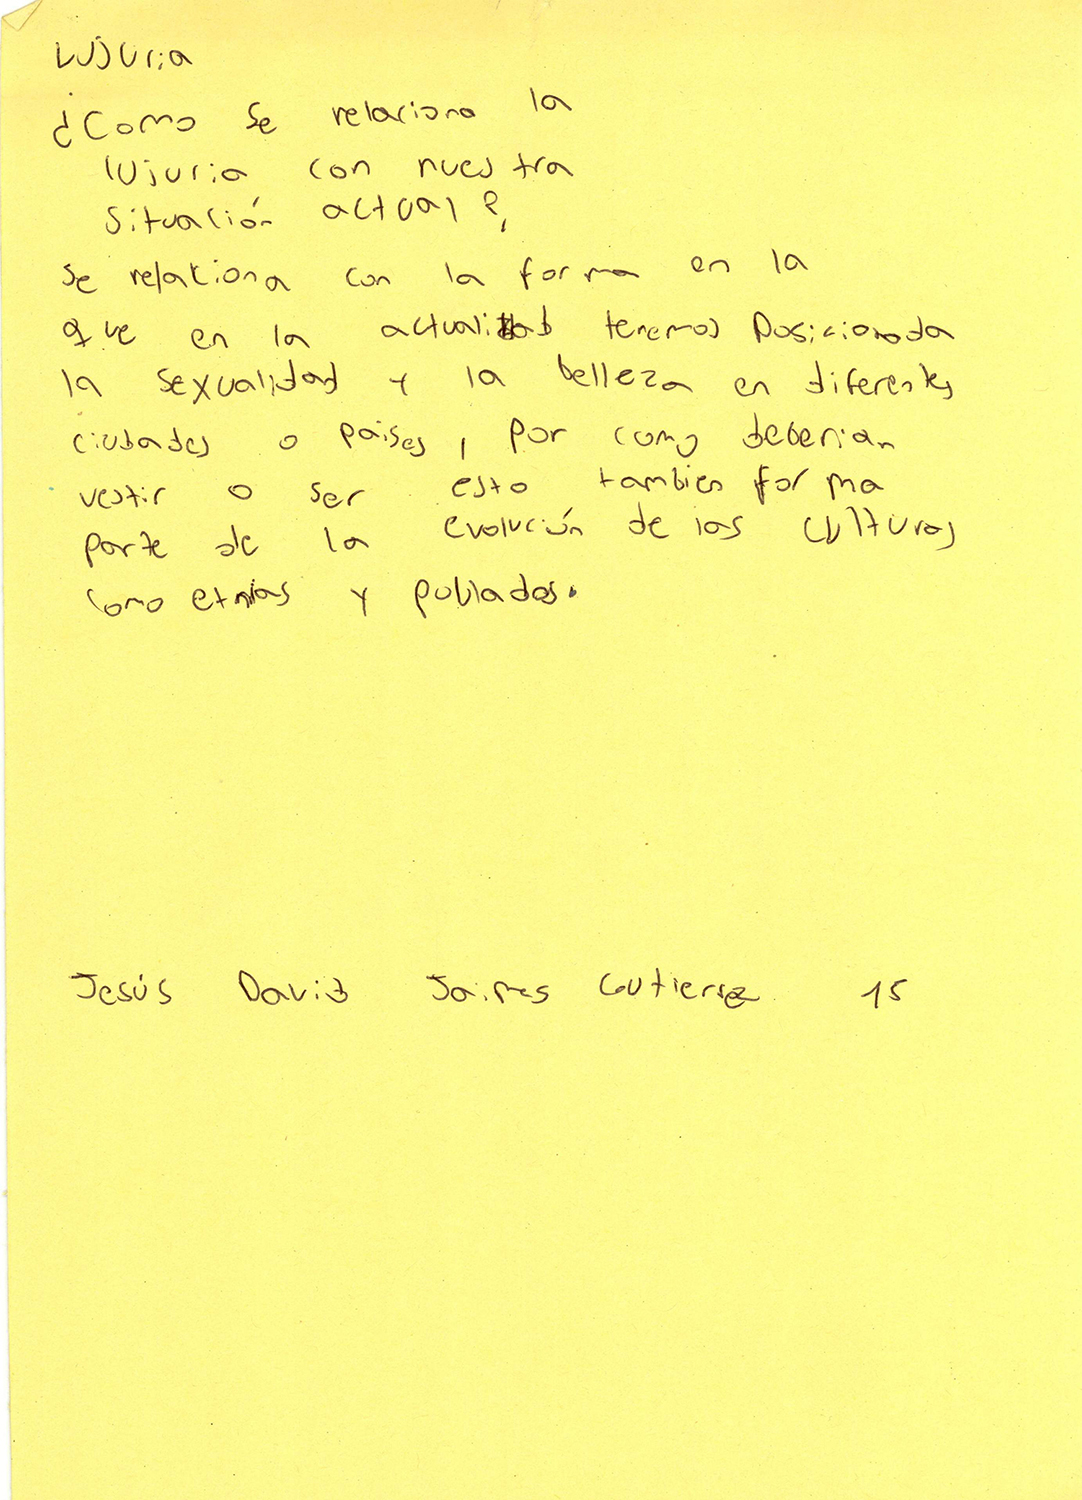 Lujuria
¿Como se relaciona la
lujuria con nuestra
situación actual?
se relaciona con la forma en la
que en la actualidad tenemos posicionada
la sexualidad y la belleza en diferentes
ciudades o paises, por como deberian
vestir o ser esto tambien forma
parte de la evolución de las culturas
como etnias y poblados.
Jesús David Jaimes Gutierrez 15